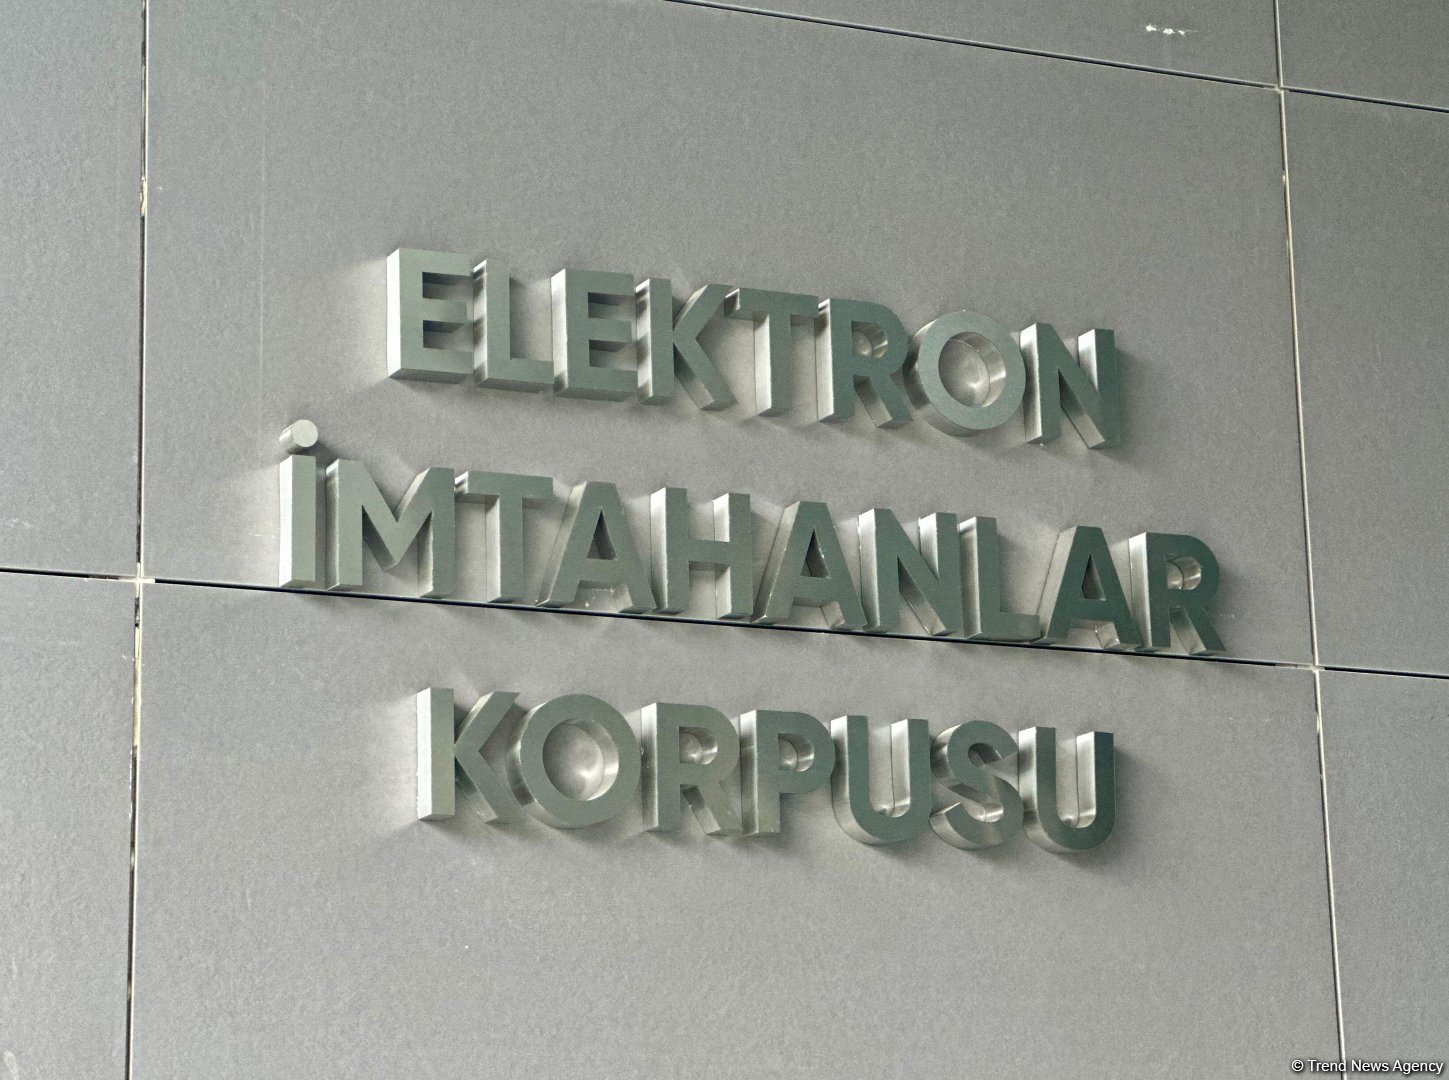 ELEKTRON
İMTAHANLAR
KORPUSU
© Trend News Agency